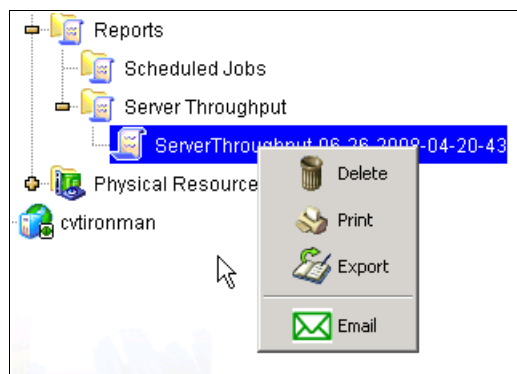 Reports
Scheduled Jobs
Server Throughput
ServerThroughput-06-26-2008-04-20-43
Delete
Physical Resource
Print
cvtironman
Export
Email